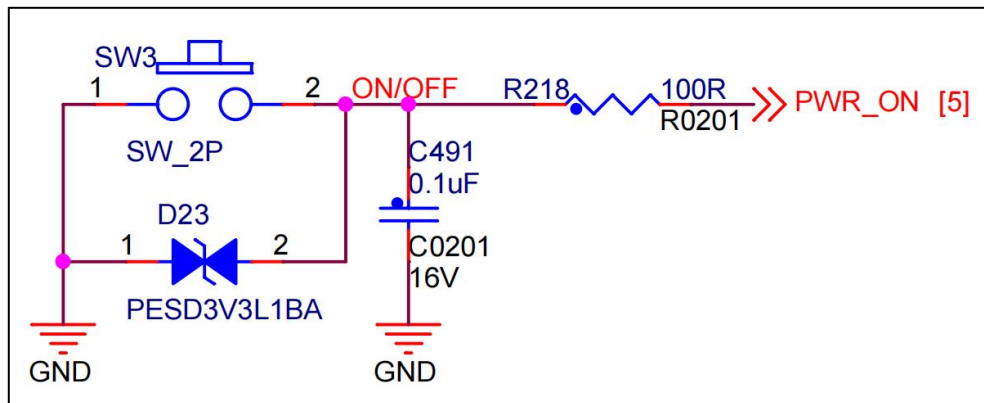 SW3
1
2
ON/OFF
R218
100R
PWR_ON [5]
R0201
SW_2P
C491
0.1uF
D23
1
2
C0201
16V
PESD3V3L1BA
GND
GND